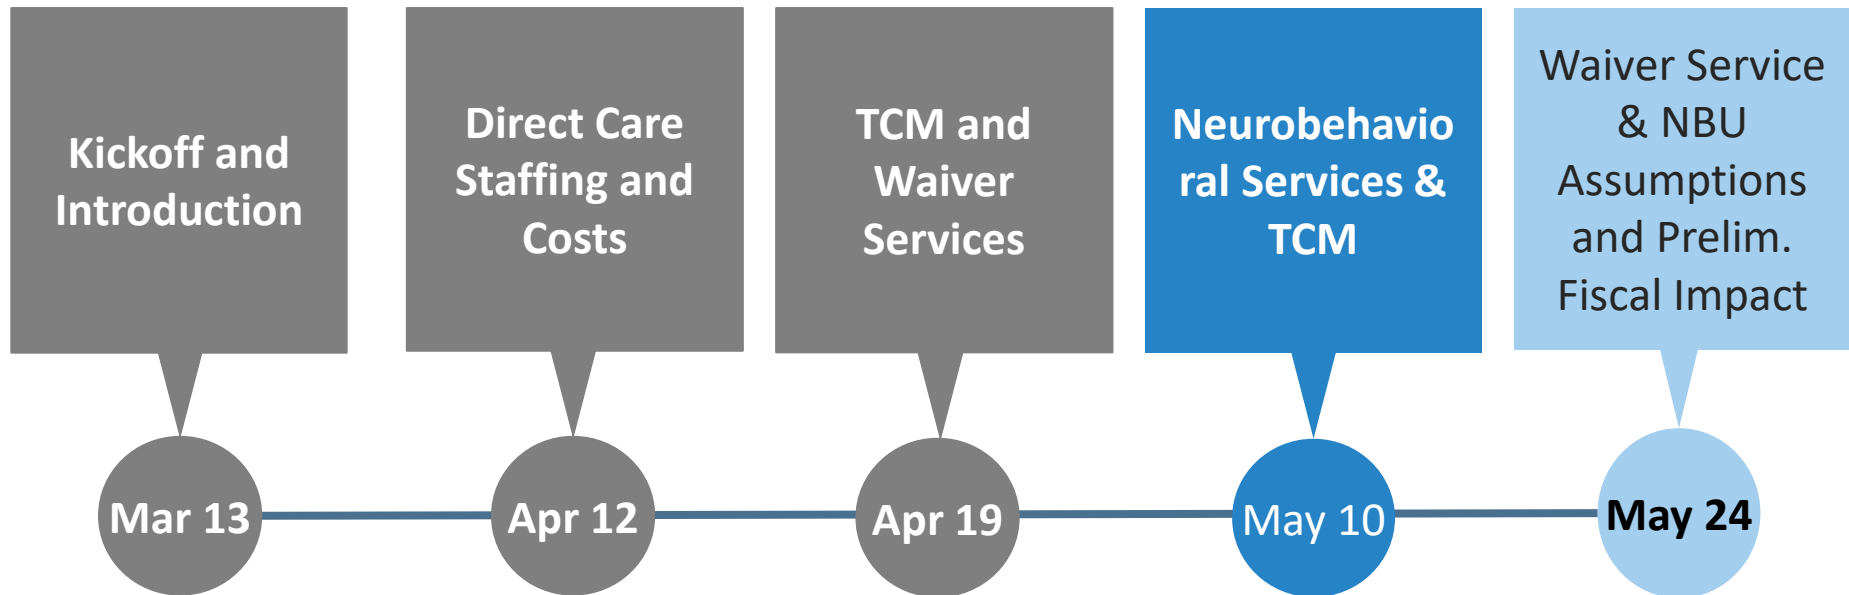 Kickoff and
Introduction
Direct Care
Staffing and
Costs
TCM and
Waiver
Services
Neurobehavio
ral Services &
TCM
Waiver Service
& NBU
Assumptions
and Prelim.
Fiscal Impact
Mar 13
Apr 12
Apr 19
May 10
May 24